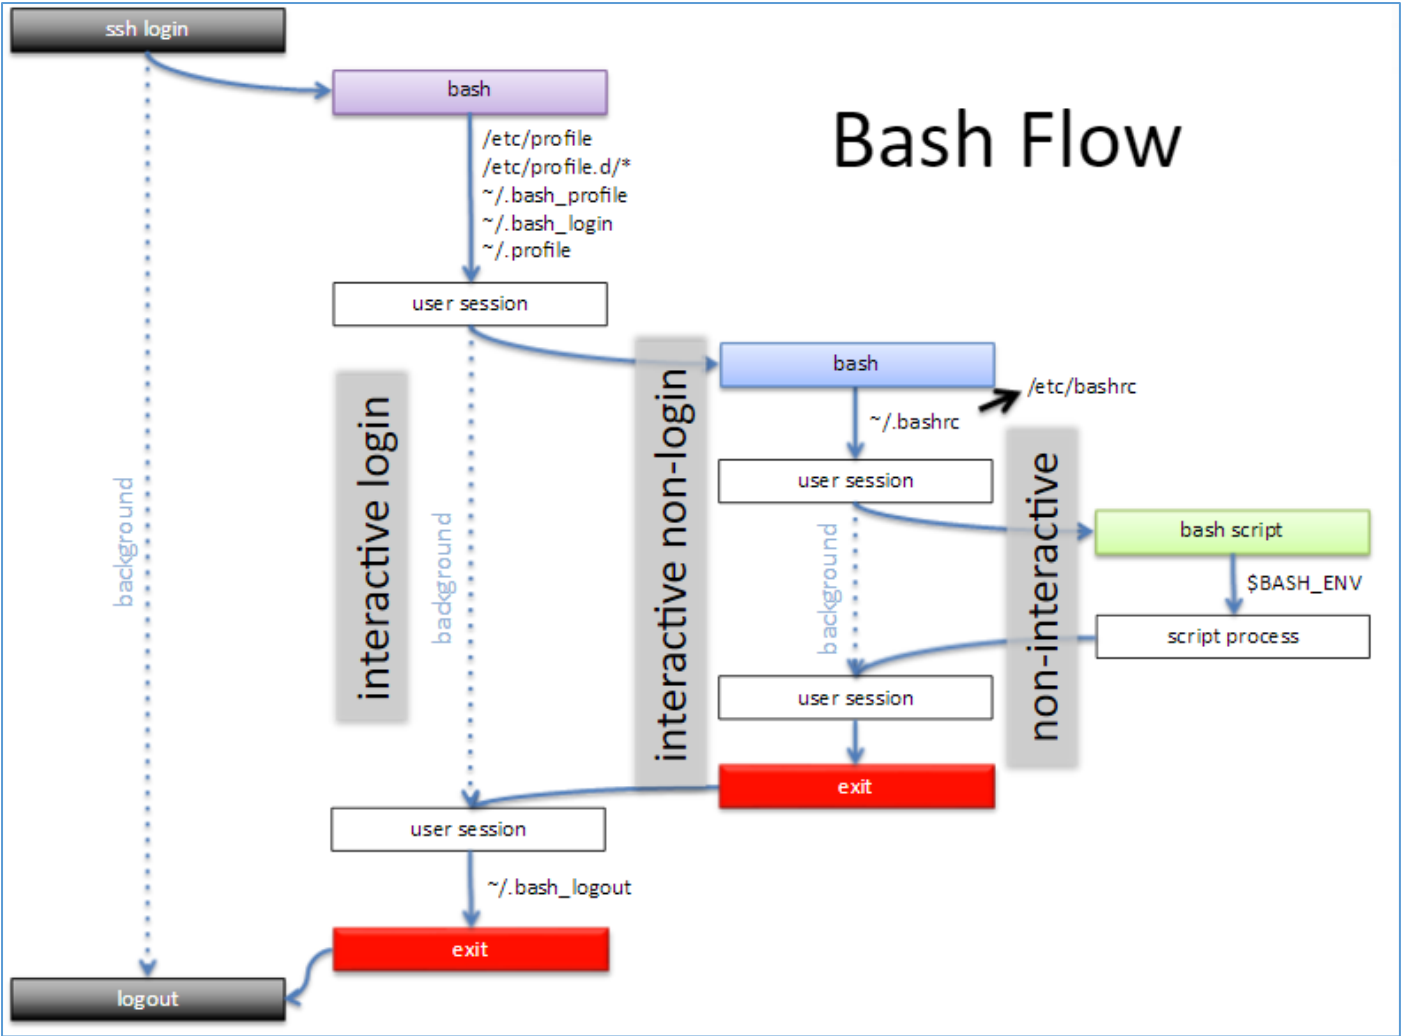 ssh login
bash
Bash Flow
/etc/profile
/etc/profile.d/*
~/.bash_profile
~/.bash_login
~/.profile
user session
bash
/etc/bashrc
~/.bashrc
interactive login
interactive non-login
non-interactive
user session
background
background
background
bash script
$BASH_ENV
script process
user session
exit
user session
~/.bash_logout
exit
logout